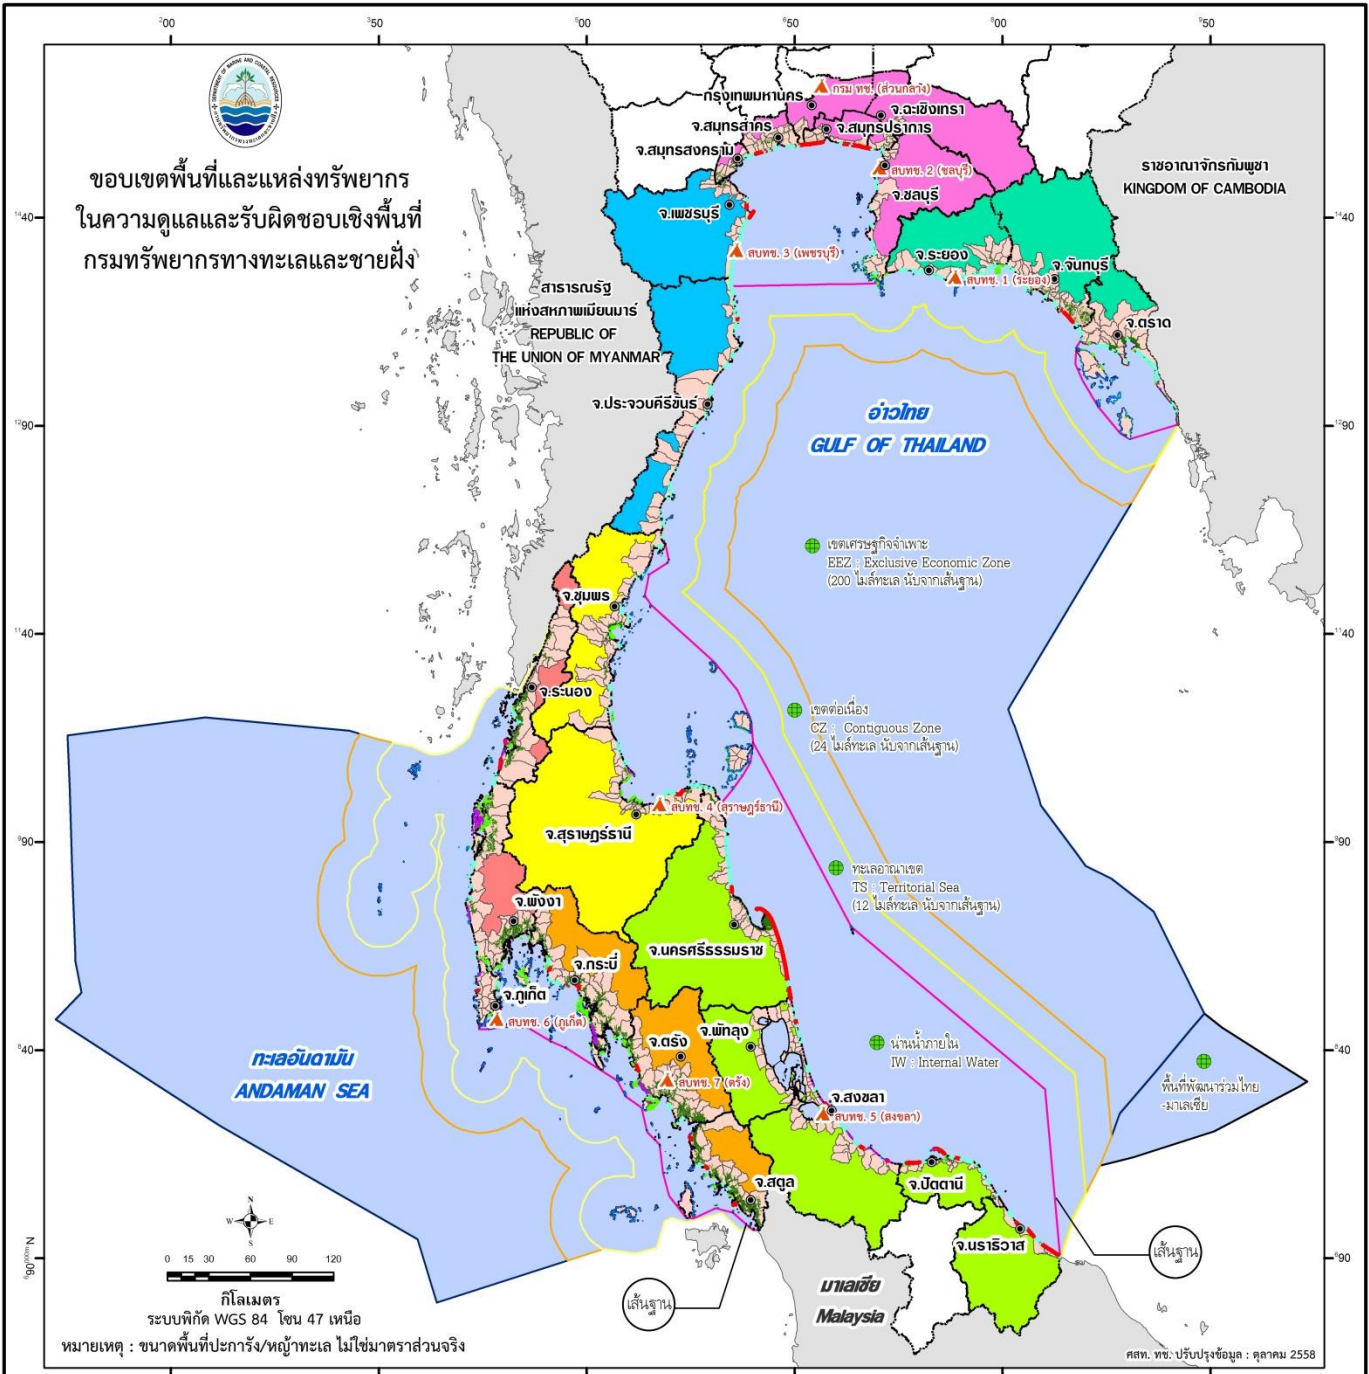 200 350 500 650 800 950
DEPARTMENT OF MARINE AND COASTAL RESOURCES
ขอบเขตพื้นที่และแหล่งทรัพยากร
ในความดูแลและรับผิดชอบเชิงพื้นที่
กรมทรัพยากรทางทะเลและชายฝั่ง
กรุงเทพมหานคร
กรม ทช. (ส่วนกลาง)
จ.ฉะเชิงเทรา
จ.สมุทรสาคร
จ.สมุทรปราการ
จ.สมุทรสงคราม
สบทช. 2 (ชลบุรี)
จ.ชลบุรี
ราชอาณาจักรกัมพูชา
KINGDOM OF CAMBODIA
1440
1440
จ.เพชรบุรี
สบทช. 3 (เพชรบุรี)
จ.ระยอง
สบทช. 1 (ระยอง)
จ.จันทบุรี
จ.ตราด
สาธารณรัฐ
แห่งสหภาพเมียนมาร์
REPUBLIC OF
THE UNION OF MYANMAR
จ.ประจวบคีรีขันธ์
1290
1290
อ่าวไทย
GULF OF THAILAND
เขตเศรษฐกิจจำเพาะ
EEZ : Exclusive Economic Zone
(200 ไมล์ทะเล นับจากเส้นฐาน)
จ.ชุมพร
1140
1140
จ.ระนอง
เขตต่อเนื่อง
CZ : Contiguous Zone
(24 ไมล์ทะเล นับจากเส้นฐาน)
สบทช. 4 (สุราษฎร์ธานี)
จ.สุราษฎร์ธานี
990
990
ทะเลอาณาเขต
TS : Territorial Sea
(12 ไมล์ทะเล นับจากเส้นฐาน)
จ.พังงา
จ.นครศรีธรรมราช
จ.กระบี่
จ.ภูเก็ต
สบทช. 6 (ภูเก็ต)
จ.ตรัง
จ.พัทลุง
น่านน้ำภายใน
IW : Internal Water
840
840
ทะเลอันดามัน
ANDAMAN SEA
สบทช. 7 (ตรัง)
พื้นที่พัฒนาร่วมไทย
-มาเลเซีย
จ.สงขลา
สบทช. 5 (สงขลา)
จ.สตูล
จ.ปัตตานี
จ.นราธิวาส
N
W E
S
690000m N
690
0 15 30 60 90 120
กิโลเมตร
ระบบพิกัด WGS 84 โซน 47 เหนือ
หมายเหตุ : ขนาดพื้นที่ปะการัง/หญ้าทะเล ไม่ใช่มาตราส่วนจริง
เส้นฐาน
เส้นฐาน
มาเลเซีย
Malaysia
ศสท. ทช. ปรับปรุงข้อมูล : ตุลาคม 2558